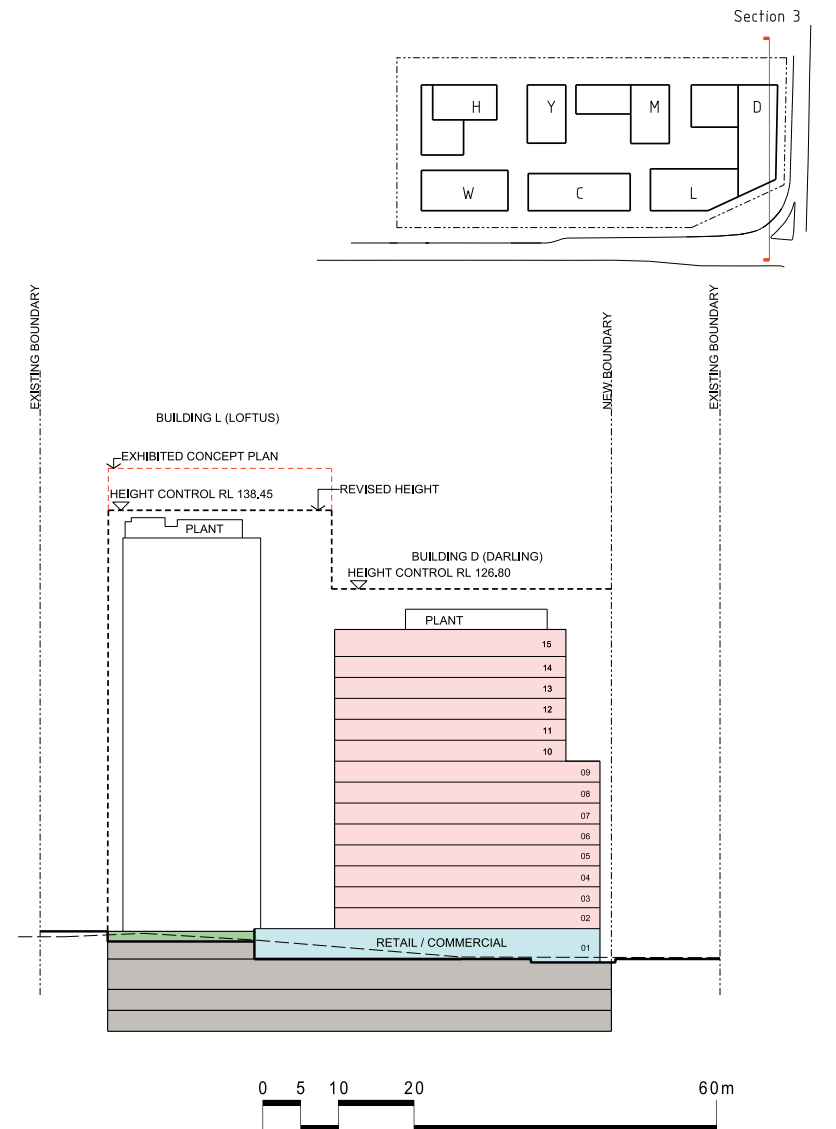 Section 3
H
Y
M
D
W
C
L
EXISTING BOUNDARY
NEW BOUNDARY
EXISTING BOUNDARY
BUILDING L (LOFTUS)
EXHIBITED CONCEPT PLAN
HEIGHT CONTROL RL 138.45
REVISED HEIGHT
PLANT
BUILDING D (DARLING)
HEIGHT CONTROL RL 126.80
PLANT
15
14
13
12
11
10
09
08
07
06
05
04
03
02
RETAIL / COMMERCIAL
01
0 5 10 20 60m